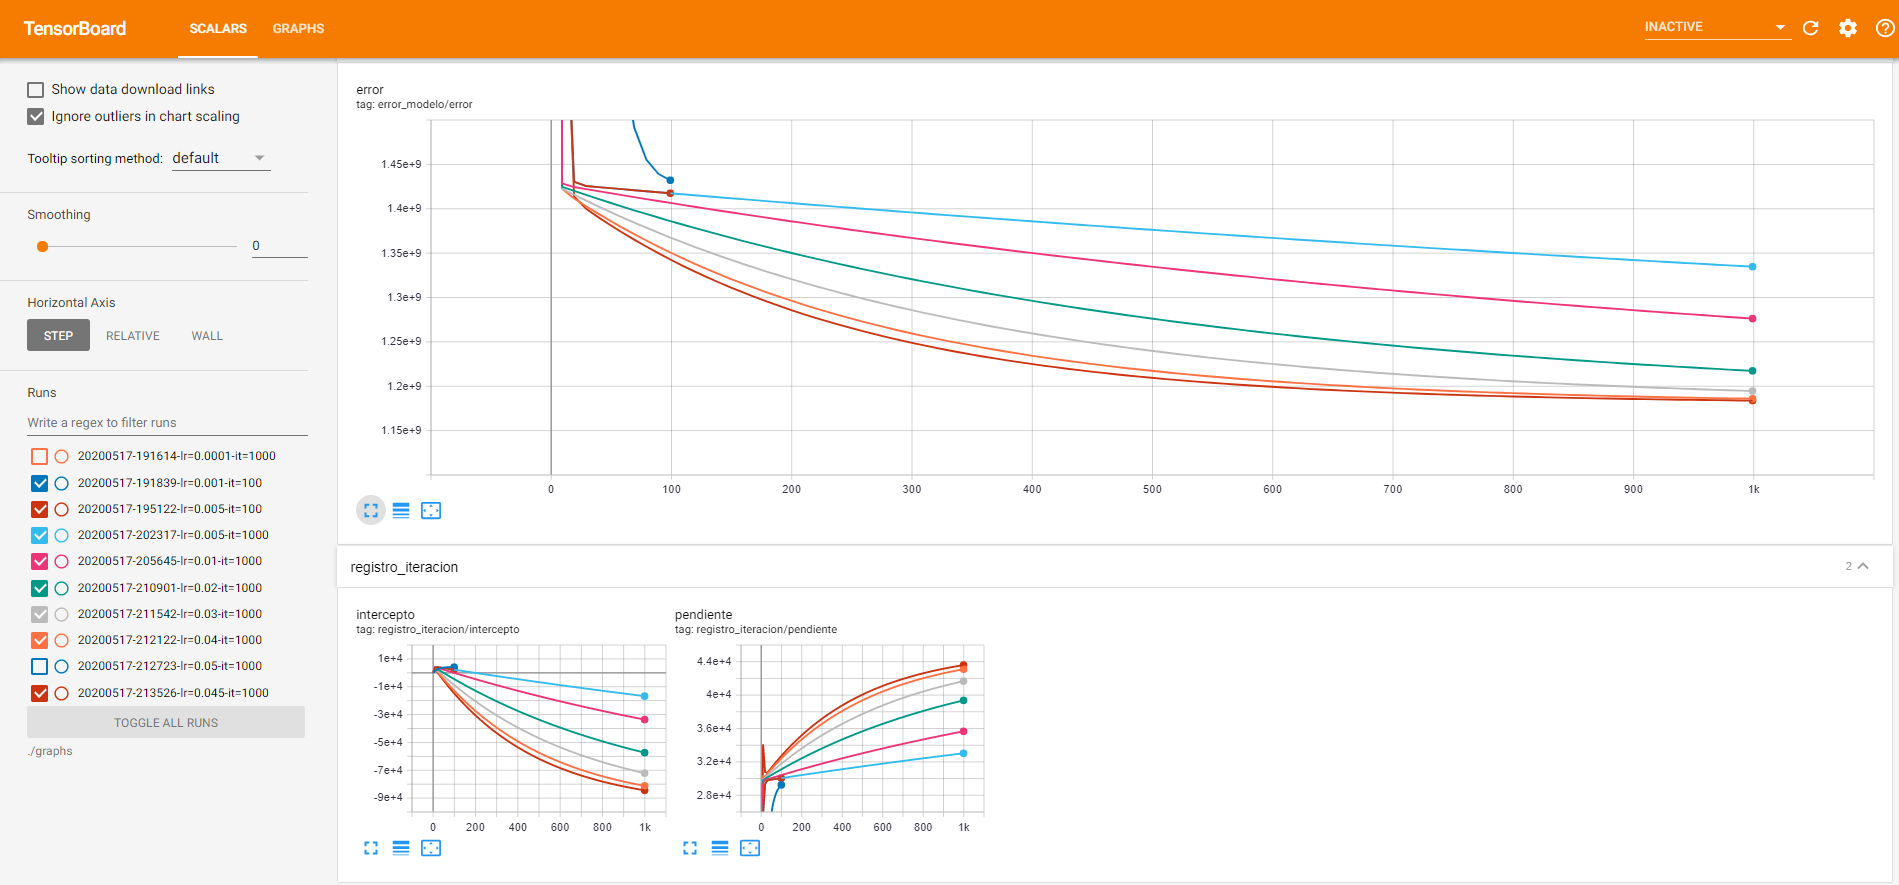 TensorBoard
SCALARS
GRAPHS
INACTIVE
Show data download links
Ignore outliers in chart scaling
Tooltip sorting method: default
Smoothing
0
Horizontal Axis
STEP
RELATIVE
WALL
Runs
Write a regex to filter runs
20200517-191614-lr=0.0001-it=1000
20200517-191839-lr=0.001-it=100
20200517-195122-lr=0.005-it=100
20200517-202317-lr=0.005-it=1000
20200517-205645-lr=0.01-it=1000
20200517-210901-lr=0.02-it=1000
20200517-211542-lr=0.03-it=1000
20200517-212122-lr=0.04-it=1000
20200517-212723-lr=0.05-it=1000
20200517-213526-lr=0.045-it=1000
TOGGLE ALL RUNS
./graphs
error
tag: error_modelo/error
1.45e+9
1.4e+9
1.35e+9
1.3e+9
1.25e+9
1.2e+9
1.15e+9
0 100 200 300 400 500 600 700 800 900 1k
registro_iteracion
2
intercepto
tag: registro_iteracion/intercepto
1e+4
-1e+4
-3e+4
-5e+4
-7e+4
-9e+4
0 200 400 600 800 1k
pendiente
tag: registro_iteracion/pendiente
4.4e+4
4e+4
3.6e+4
3.2e+4
2.8e+4
0 200 400 600 800 1k